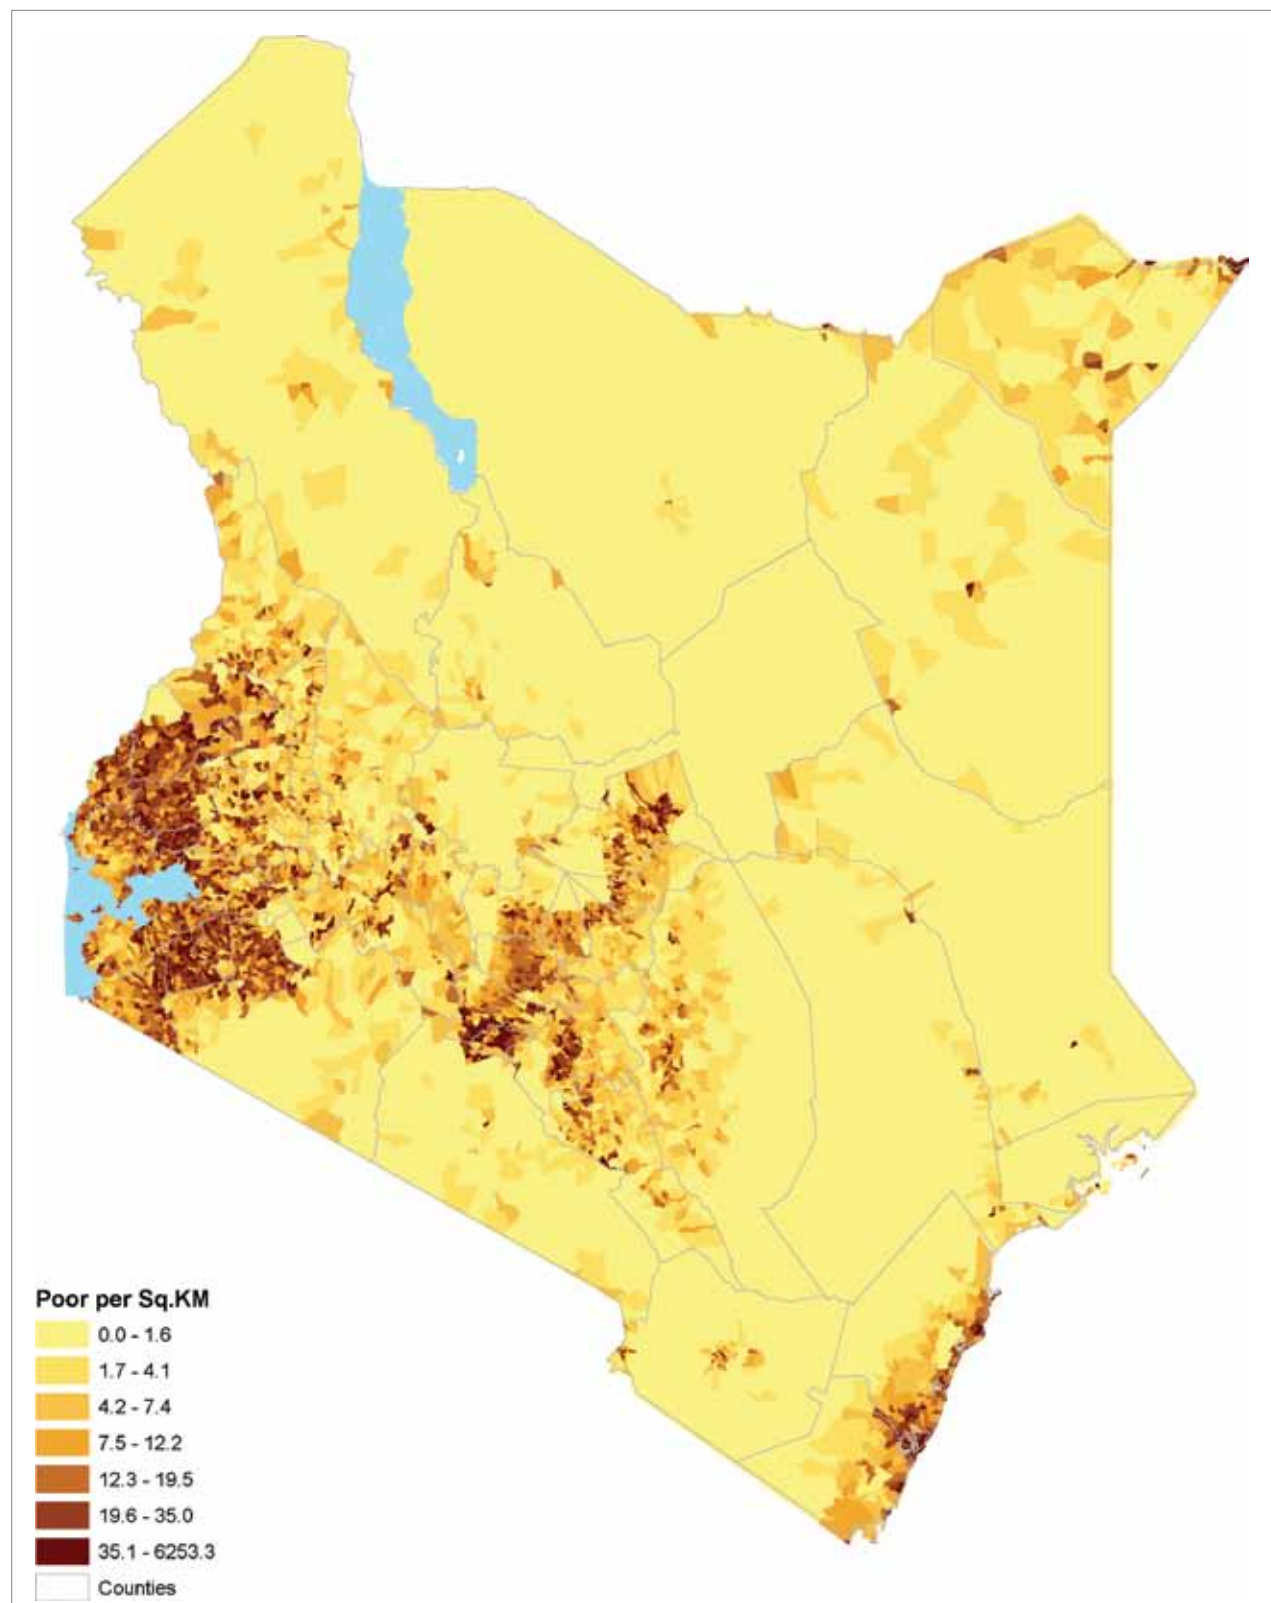 Poor per Sq.KM
0.0 - 1.6
1.7 - 4.1
4.2 - 7.4
7.5 - 12.2
12.3 - 19.5
19.6 - 35.0
35.1 - 6253.3
Counties